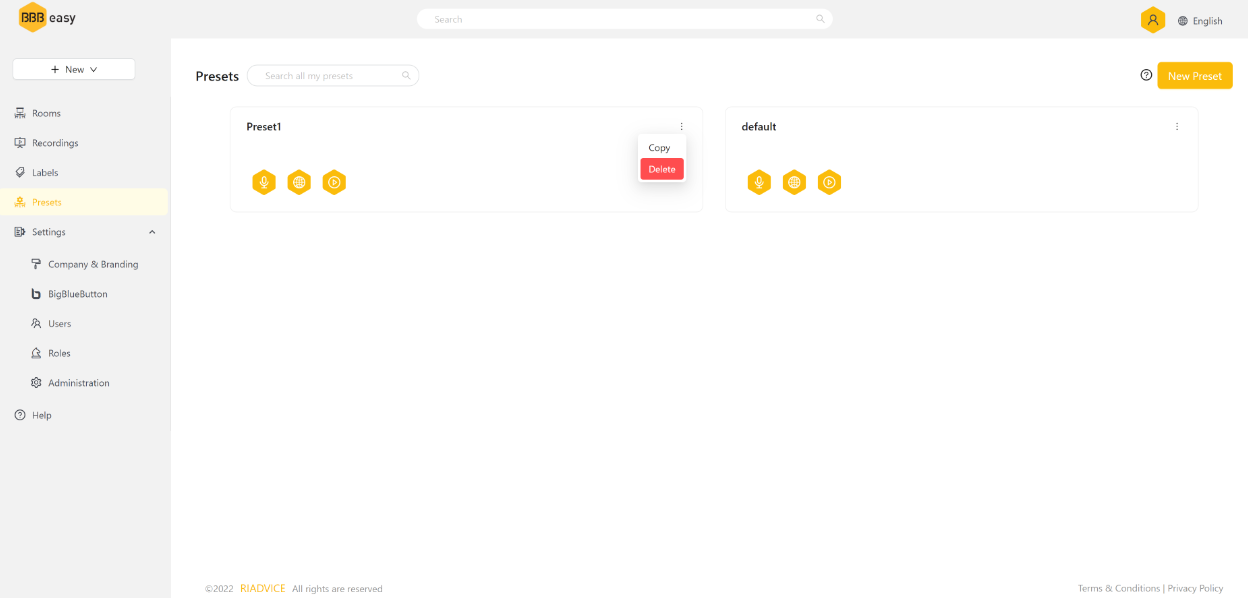 BBB easy
Search
English
New
Presets
Search all my presets
New Preset
Rooms
Recordings
Labels
Presets
Settings
Company & Branding
BigBlueButton
Users
Roles
Administration
Help
Preset1
Copy
Delete
default
©2022 RIADVICE All rights are reserved
Terms & Conditions | Privacy Policy